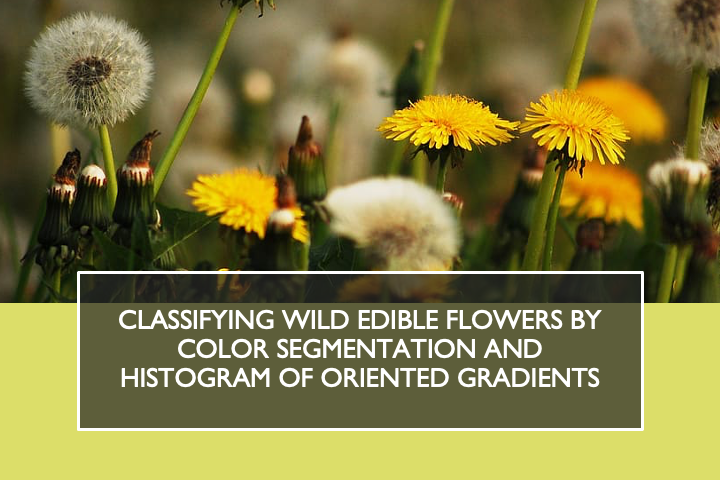 CLASSIFYING WILD EDIBLE FLOWERS BY
COLOR SEGMENTATION AND
HISTOGRAM OF ORIENTED GRADIENTS